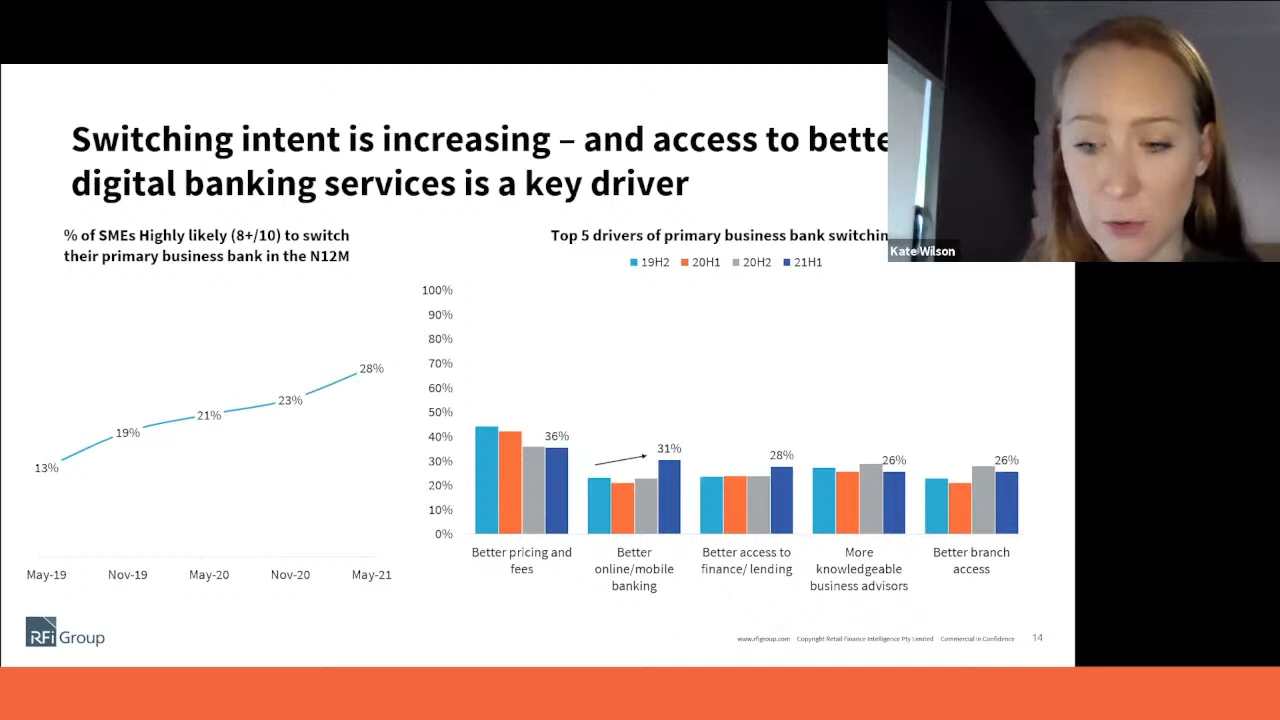 Switching intent is increasing – and access to bette
digital banking services is a key driver
Kate Wilson
% of SMEs Highly likely (8+/10) to switch
their primary business bank in the N12M
13%
19%
21%
23%
28%
May-19
Nov-19
May-20
Nov-20
May-21
Top 5 drivers of primary business bank switchin
19H2
20H1
20H2
21H1
100%
90%
80%
70%
60%
50%
40%
30%
20%
10%
0%
36%
31%
28%
26%
26%
Better pricing and
fees
Better
online/mobile
banking
Better access to
finance/ lending
More
knowledgeable
business advisors
Better branch
access
RFi Group
www.rfigroup.com Copyright Retail Finance Intelligence Pty Limited Commercial in Confidence
14